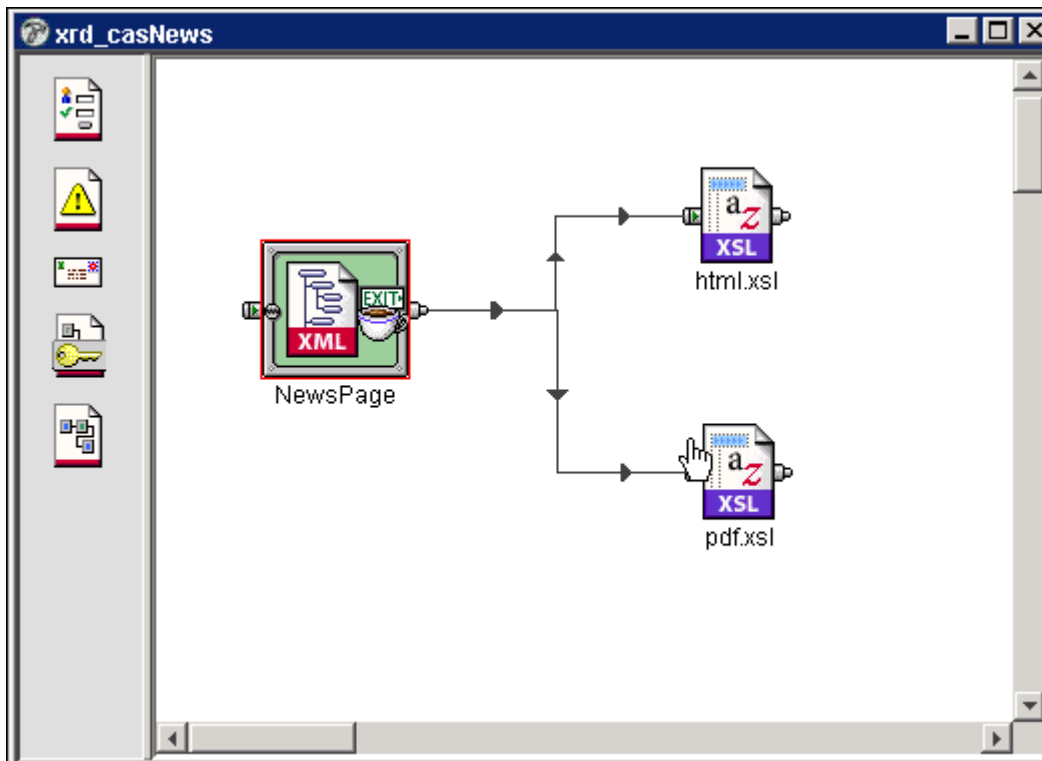 xrd_casNews
a z
XSL
html.xsl
EXIT
XML
NewsPage
a z
XSL
pdf.xsl